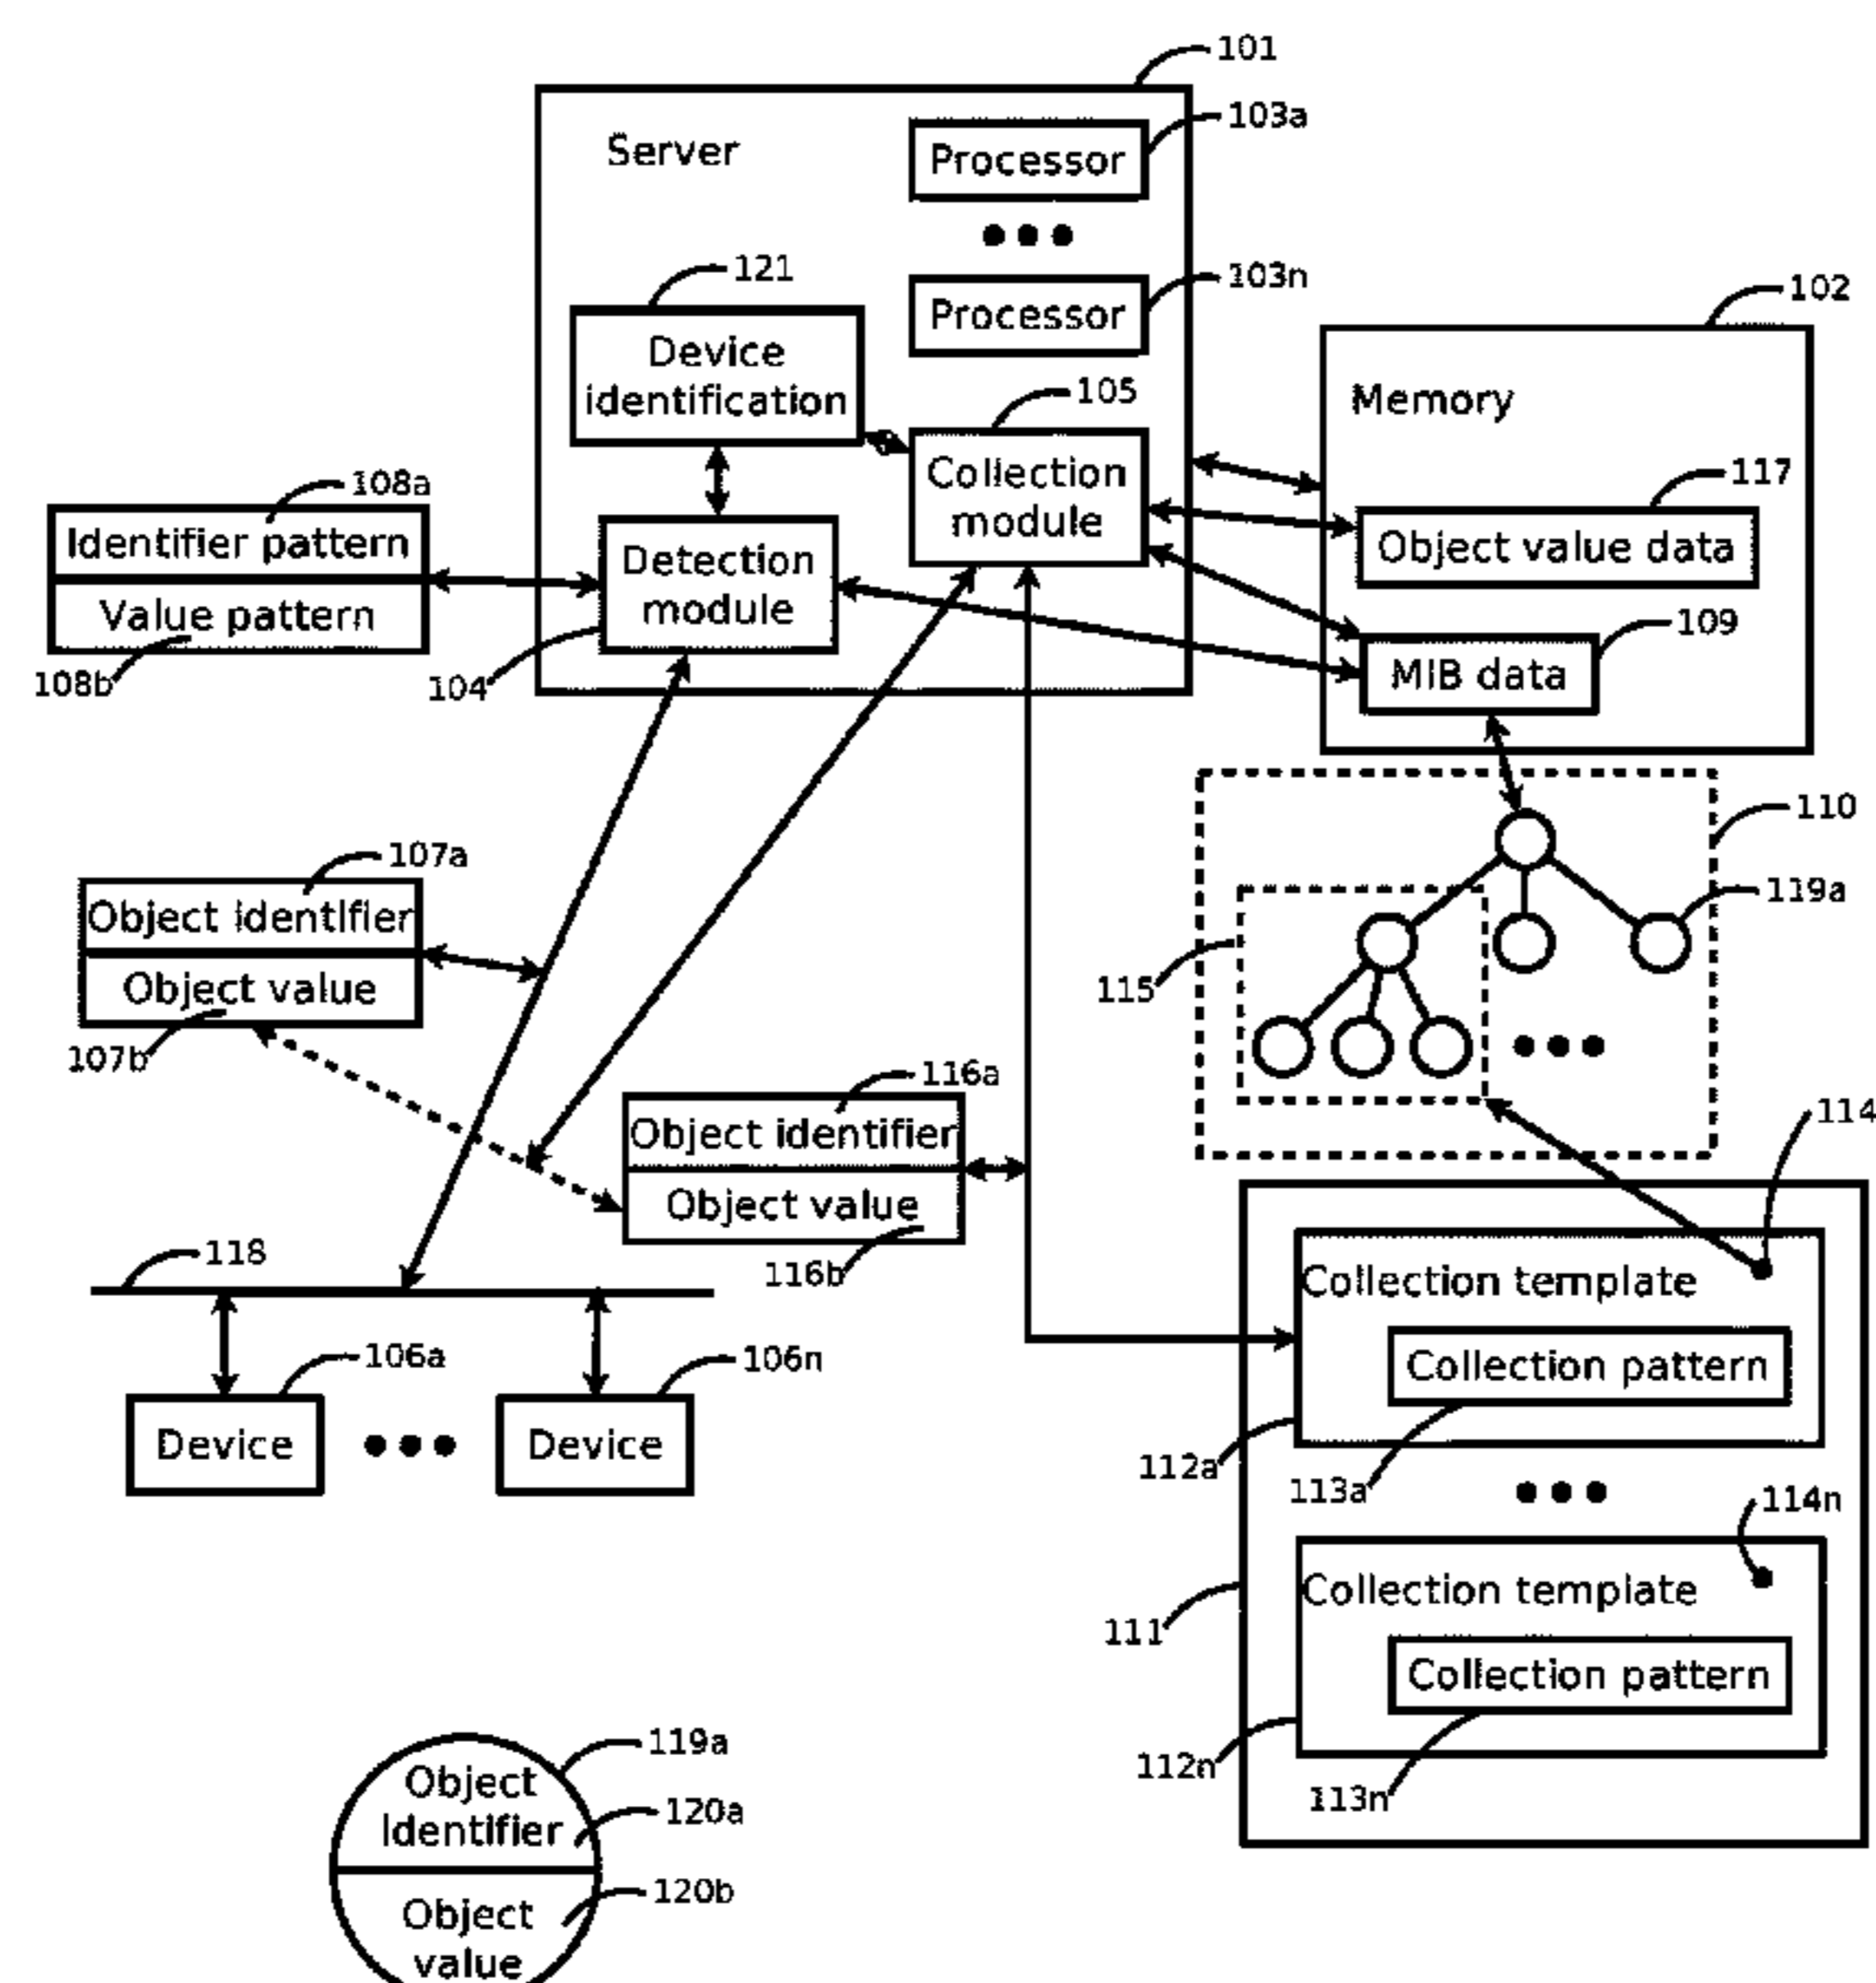 101
Server
103a
Processor
103n
Processor
121
Device
identification
105
Collection
module
102
Memory
117
Object value data
109
MIB data
108a
Identifier pattern
Value pattern
108b
Detection
module
104
110
119a
115
107a
Object identifier
Object value
107b
116a
Object identifier
Object value
116b
114
118
106a
Device
106n
Device
Collection template
Collection pattern
112a
113a
114n
Collection template
Collection pattern
111
112n
113n
119a
Object
Identifier
120a
120b
Object
value